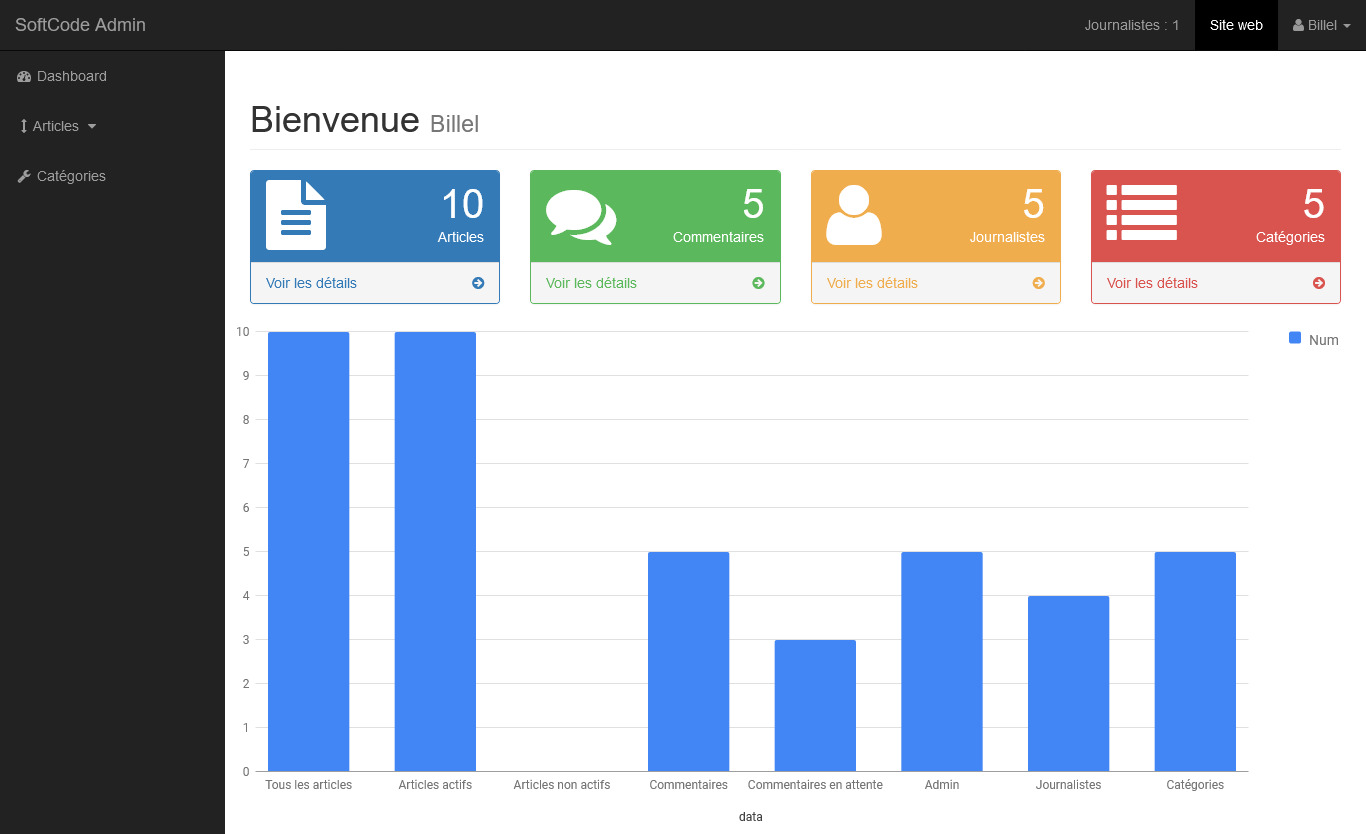 SoftCode Admin
Journalistes : 1
Site web
Billel
Dashboard
Articles
Catégories
Bienvenue Billel
10
Articles
Voir les détails
5
Commentaires
Voir les détails
5
Journalistes
Voir les détails
5
Catégories
Voir les détails
10
9
8
7
6
5
4
3
2
1
0
Num
Tous les articles
Articles actifs
Articles non actifs
Commentaires
Commentaires en attente
Admin
Journalistes
Catégories
data